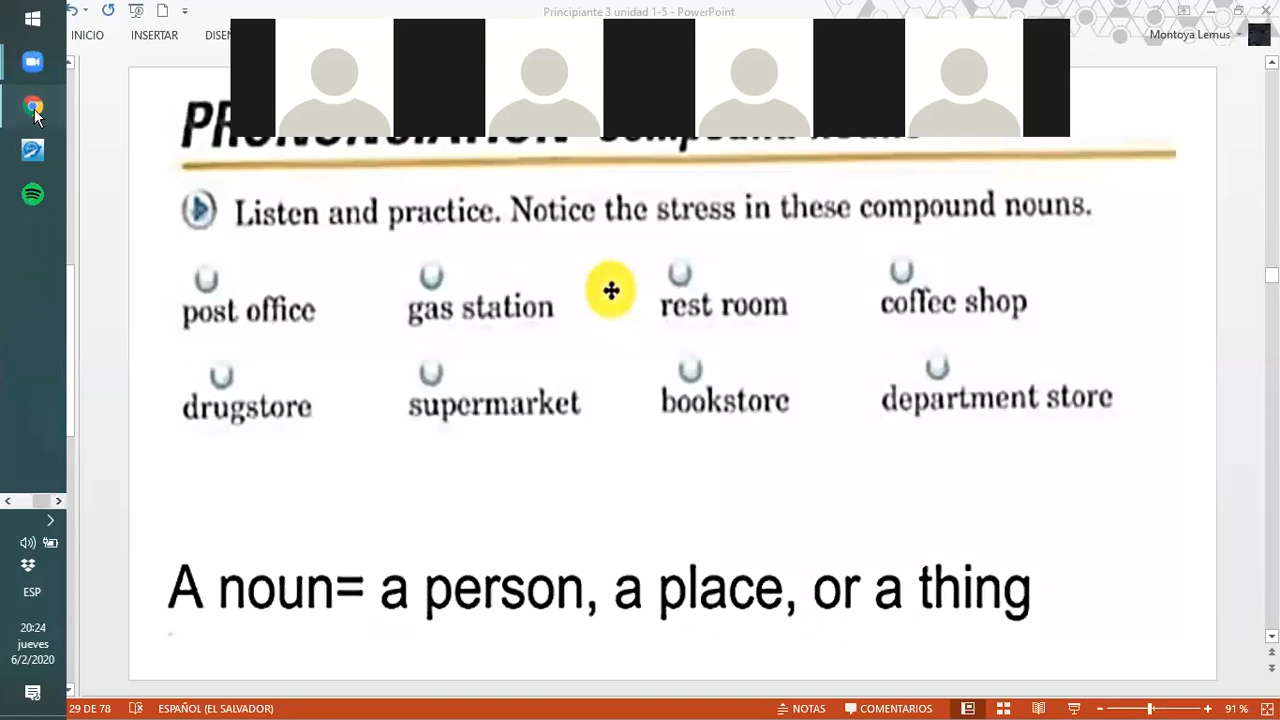 Principiante 3 unidad 1-5 - PowerPoint
INICIO INSERTAR
Montoya Lemus
Listen and practice. Notice the stress in these compound nouns.
post office gas station rest room coffee shop
drugstore supermarket bookstore department store
A noun= a person, a place, or a thing
ESP
20:24
jueves
6/2/2020
29 DE 78 ESPAÑOL (EL SALVADOR) NOTAS COMENTARIOS 91 %